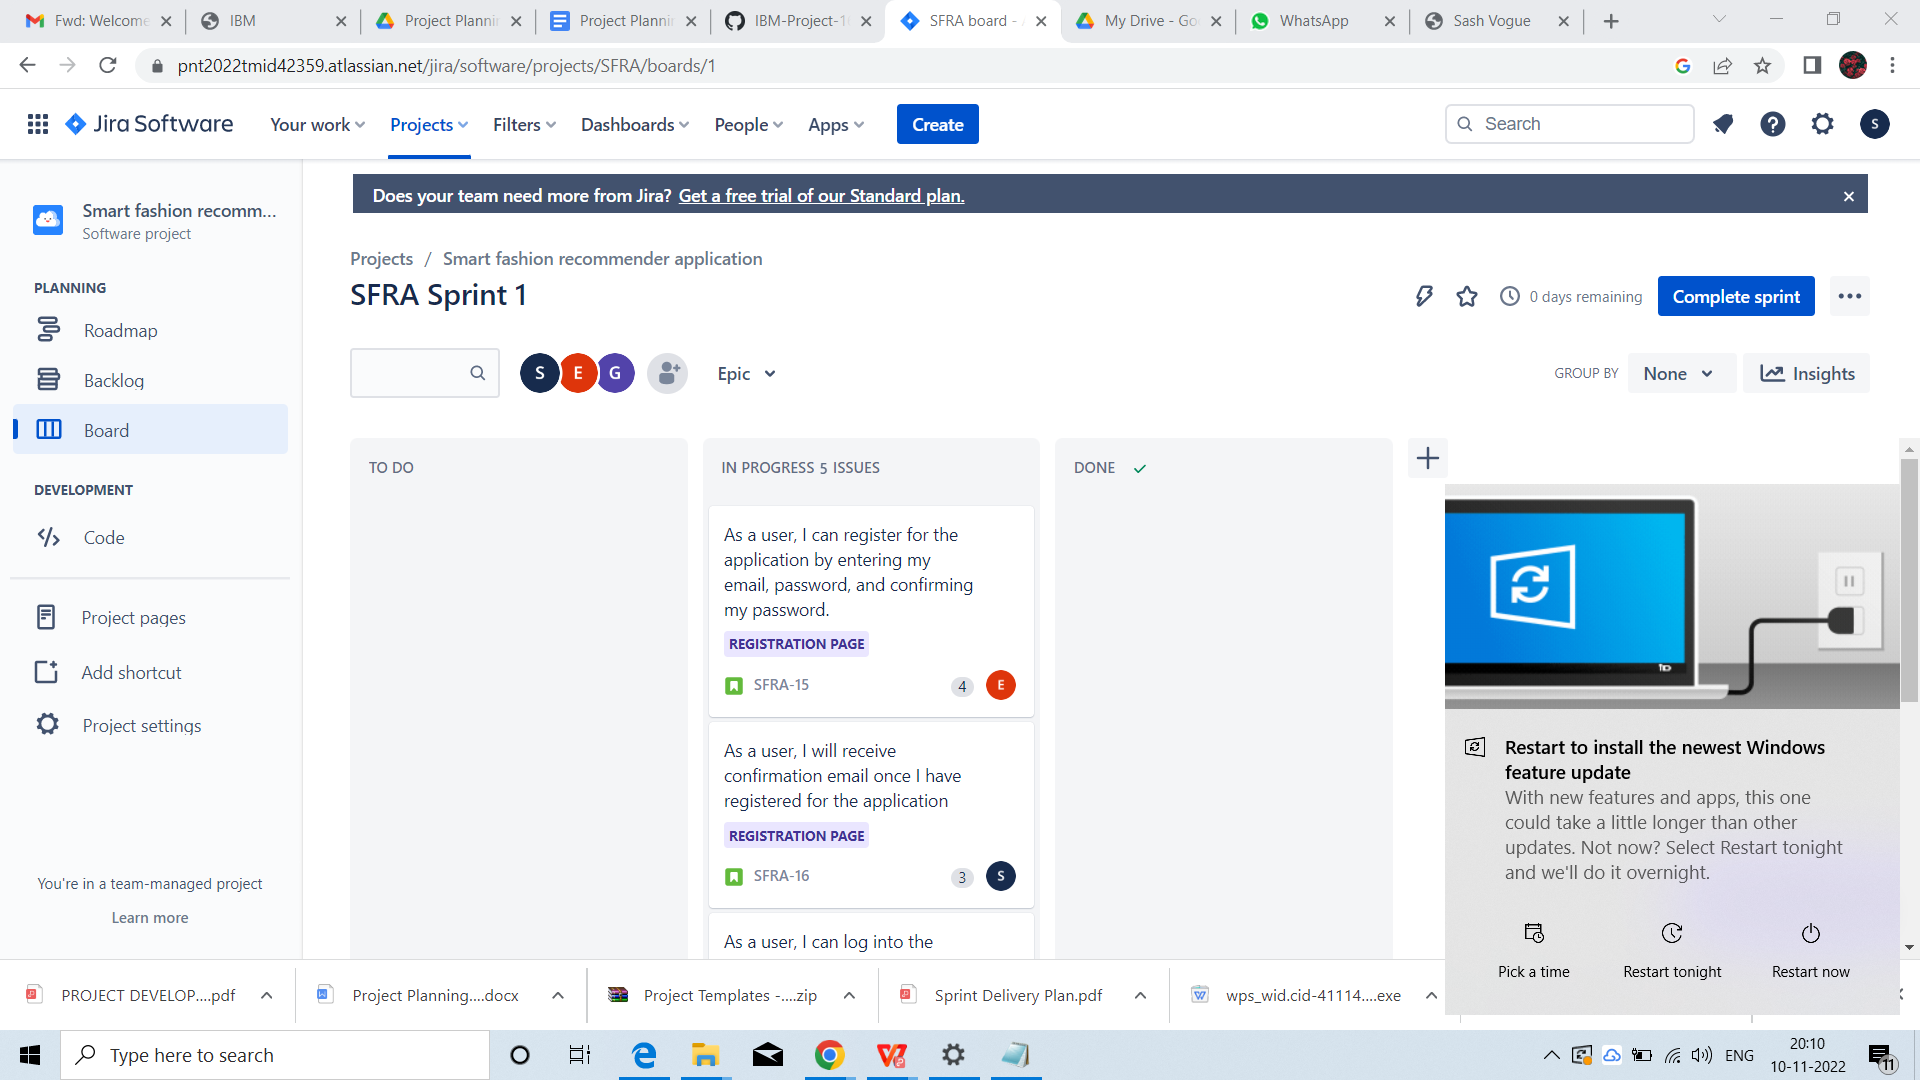 Fwd: Welcome
IBM
Project Plannin
Project Plannin
IBM-Project-1
SFRA board - A
My Drive - Goo
WhatsApp
Sash Vogue
pnt2022tmid42359.atlassian.net/jira/software/projects/SFRA/boards/1
Jira Software
Your work
Projects
Filters
Dashboards
People
Apps
Create
Search
S
Does your team need more from Jira? Get a free trial of our Standard plan.
Smart fashion recomm...
Software project
PLANNING
Roadmap
Backlog
Board
DEVELOPMENT
Code
Project pages
Add shortcut
Project settings
You're in a team-managed project
Learn more
Projects / Smart fashion recommender application
SFRA Sprint 1
0 days remaining
Complete sprint
S E G
Epic
GROUP BY
None
Insights
TO DO
IN PROGRESS 5 ISSUES
As a user, I can register for the
application by entering my
email, password, and confirming
my password.
REGISTRATION PAGE
SFRA-15
4
E
As a user, I will receive
confirmation email once I have
registered for the application
REGISTRATION PAGE
SFRA-16
3
S
As a user, I can log into the
DONE
Restart to install the newest Windows
feature update
With new features and apps, this one
could take a little longer than other
updates. Not now? Select Restart tonight
and we'll do it overnight.
Pick a time
Restart tonight
Restart now
PROJECT DEVELOP....pdf
Project Planning....docx
Project Templates -....zip
Sprint Delivery Plan.pdf
wps_wid.cid-41114....exe
Type here to search
ENG
20:10
10-11-2022
11